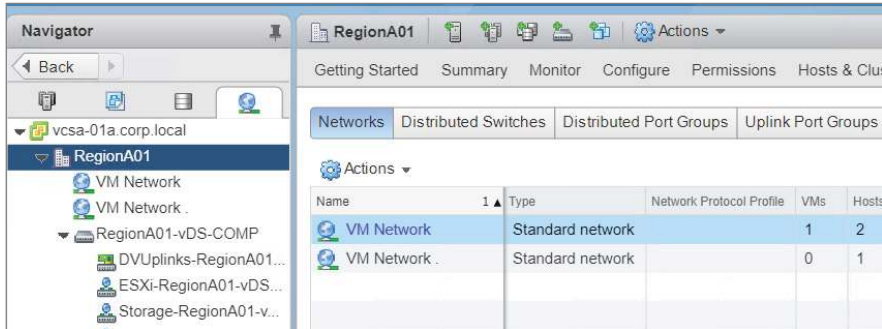 Navigator
Back
vcsa-01a.corp.local
RegionA01
VM Network
VM Network .
RegionA01-vDS-COMP
DVUplinks-RegionA01...
ESXi-RegionA01-vDS...
Storage-RegionA01-v...
RegionA01 Actions
Getting Started Summary Monitor Configure Permissions Hosts & Clus
Networks Distributed Switches Distributed Port Groups Uplink Port Groups
Actions
Name 1 Type Network Protocol Profile VMs Hosts
VM Network Standard network 1 2
VM Network . Standard network 0 1